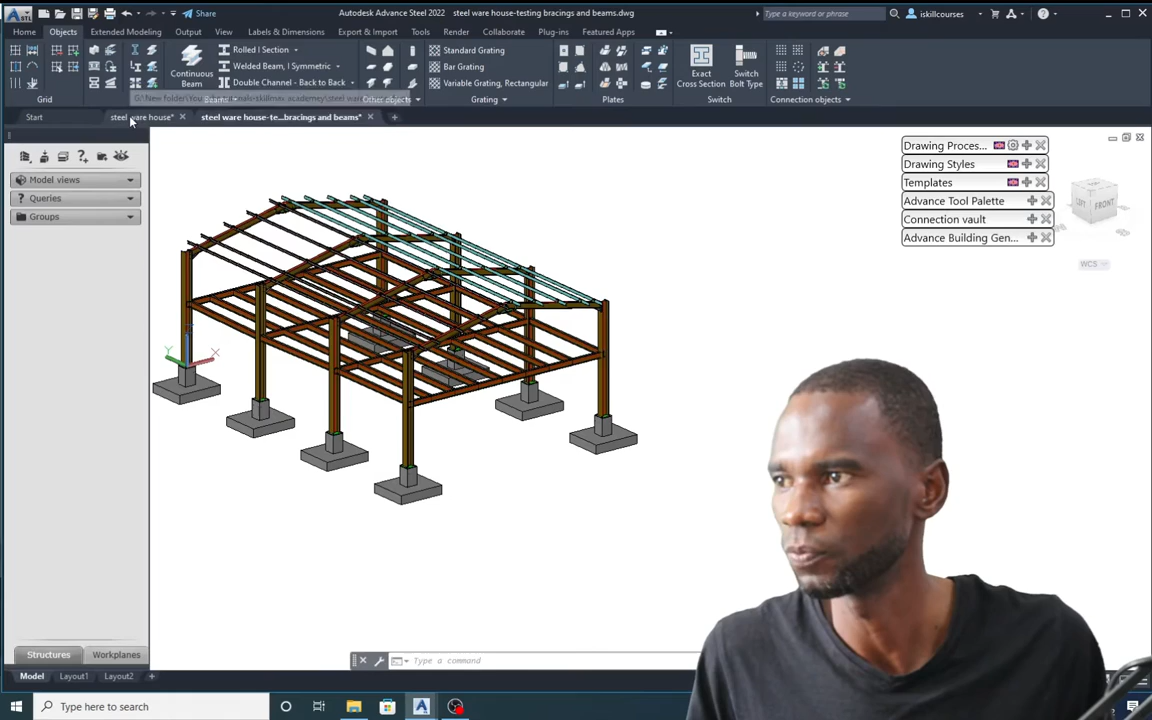 STL
Share
Autodesk Advance Steel 2022 steel ware house-testing bracings and beams.dwg
Type a keyword or phrase
iskillcourses
Home
Objects
Extended Modeling
Output
View
Labels & Dimensions
Export & Import
Tools
Render
Collaborate
Plug-ins
Featured Apps
Continuous
Beam
Rolled I Section
Welded Beam, I Symmetric
Double Channel - Back to Back
Standard Grating
Bar Grating
Variable Grating, Rectangular
Exact
Cross Section
Switch
Bolt Type
Grid
Beams
Other objects
Grating
Plates
Switch
Connection objects
Start
steel ware house*
steel ware house-te...bracings and beams*
Model views
Queries
Groups
Drawing Proces...
Drawing Styles
Templates
Advance Tool Palette
Connection vault
Advance Building Gen...
LEFT
FRONT
WCS
Y
X
Structures
Workplanes
Type a command
Model
Layout1
Layout2
Type here to search